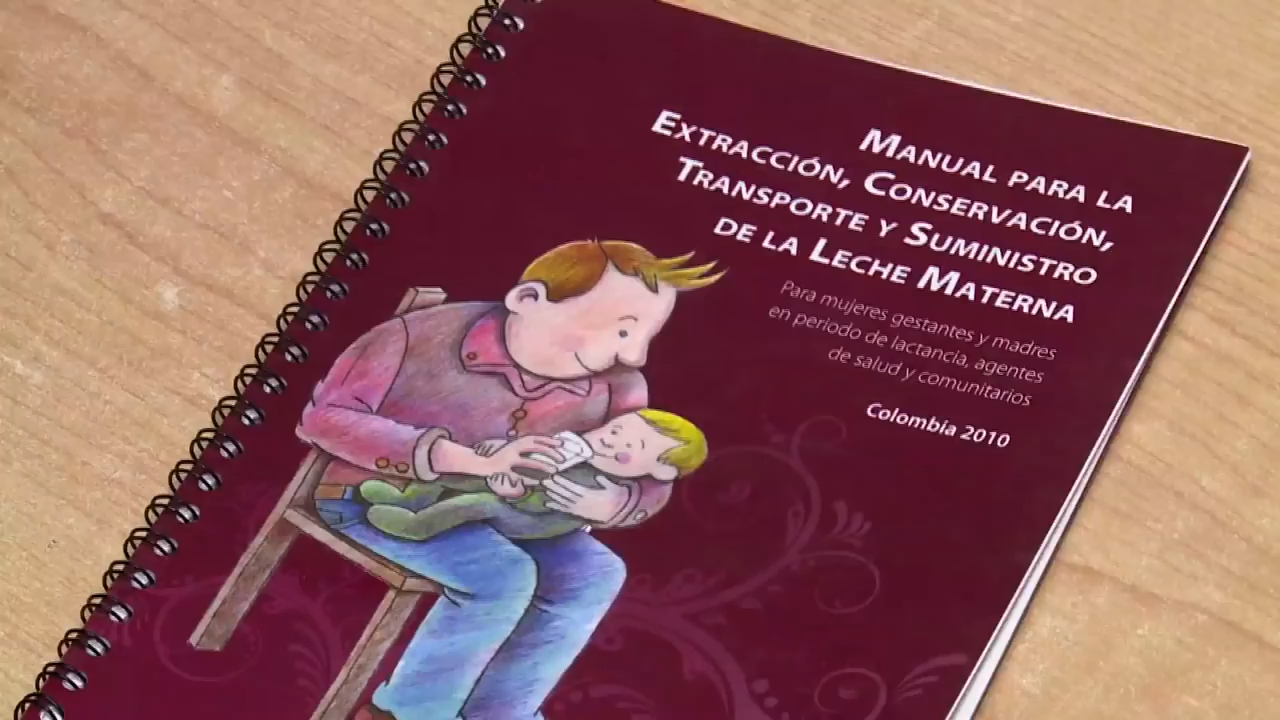 MANUAL PARA LA
EXTRACCIÓN, CONSERVACIÓN,
TRANSPORTE Y SUMINISTRO
DE LA LECHE MATERNA
Para mujeres gestantes y madres
en periodo de lactancia, agentes
de salud y comunitarios
Colombia 2010